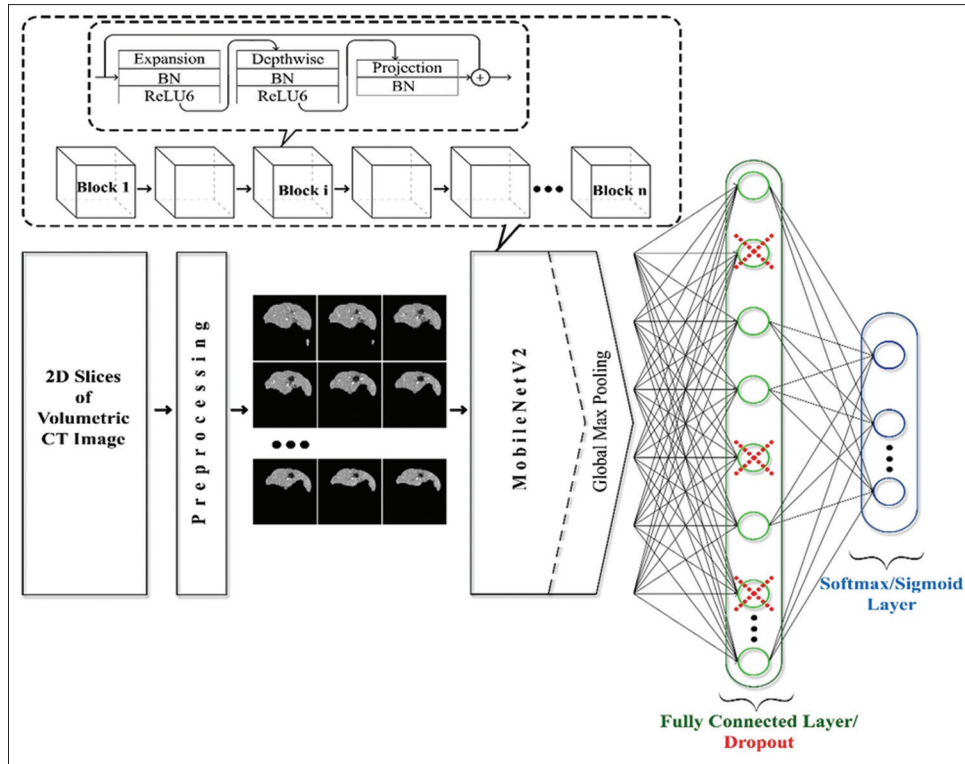 Expansion
BN
ReLU6
Depthwise
BN
ReLU6
Projection
BN
+
Block 1
Block i
Block n
2D Slices
of
Volumetric
CT Image
Preprocessing
MobileNetV2
Global Max Pooling
Softmax/Sigmoid
Layer
Fully Connected Layer/
Dropout